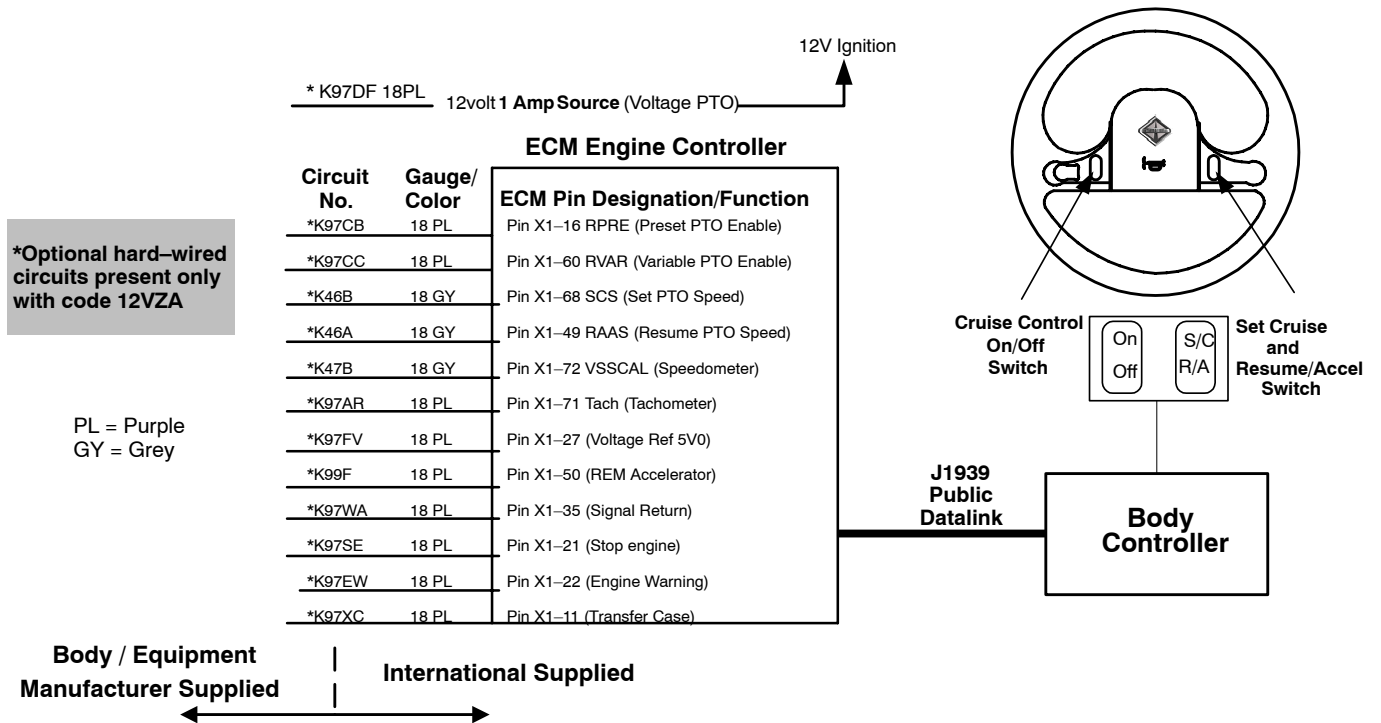 12V Ignition
* K97DF 18PL 12volt 1 Amp Source (Voltage PTO)
ECM Engine Controller
Circuit No. Gauge/ Color ECM Pin Designation/Function
*K97CB 18 PL Pin X1–16 RPRE (Preset PTO Enable)
*K97CC 18 PL Pin X1–60 RVAR (Variable PTO Enable)
*K46B 18 GY Pin X1–68 SCS (Set PTO Speed)
*K46A 18 GY Pin X1–49 RAAS (Resume PTO Speed)
*K47B 18 GY Pin X1–72 VSSCAL (Speedometer)
*K97AR 18 PL Pin X1–71 Tach (Tachometer)
*K97FV 18 PL Pin X1–27 (Voltage Ref 5V0)
*K99F 18 PL Pin X1–50 (REM Accelerator)
*K97WA 18 PL Pin X1–35 (Signal Return)
*K97SE 18 PL Pin X1–21 (Stop engine)
*K97EW 18 PL Pin X1–22 (Engine Warning)
*K97XC 18 PL Pin X1–11 (Transfer Case)
*Optional hard–wired
circuits present only
with code 12VZA
PL = Purple
GY = Grey
Cruise Control
On/Off
Switch
On
Off
S/C
R/A
Set Cruise
and
Resume/Accel
Switch
J1939
Public
Datalink
Body
Controller
Body / Equipment
Manufacturer Supplied
International Supplied